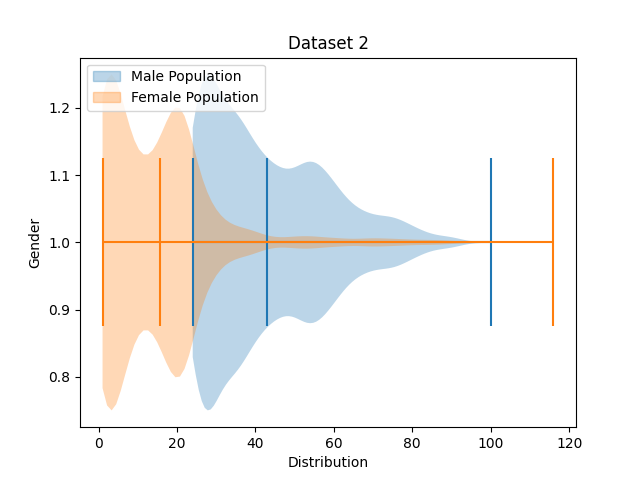 Dataset 2
Male Population
Female Population
1.2
1.1
1.0
0.9
0.8
Gender
0 20 40 60 80 100 120
Distribution